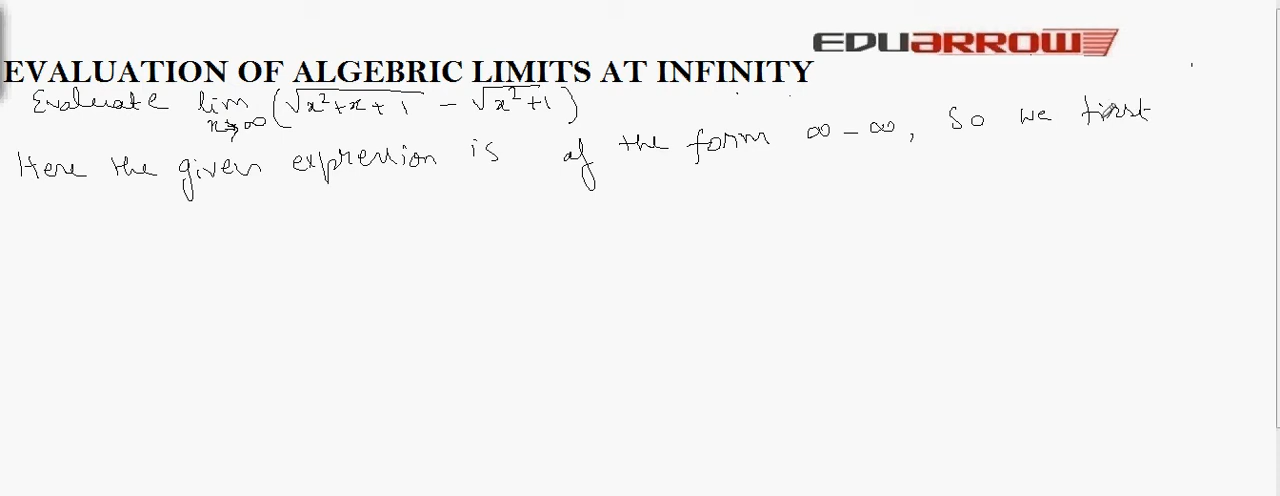 EDUARROW
EVALUATION OF ALGEBRIC LIMITS AT INFINITY
Evaluate lim x→∞ (√x²+x+1 - √x²+1)
Here the given expression is of the form ∞ - ∞, So we first